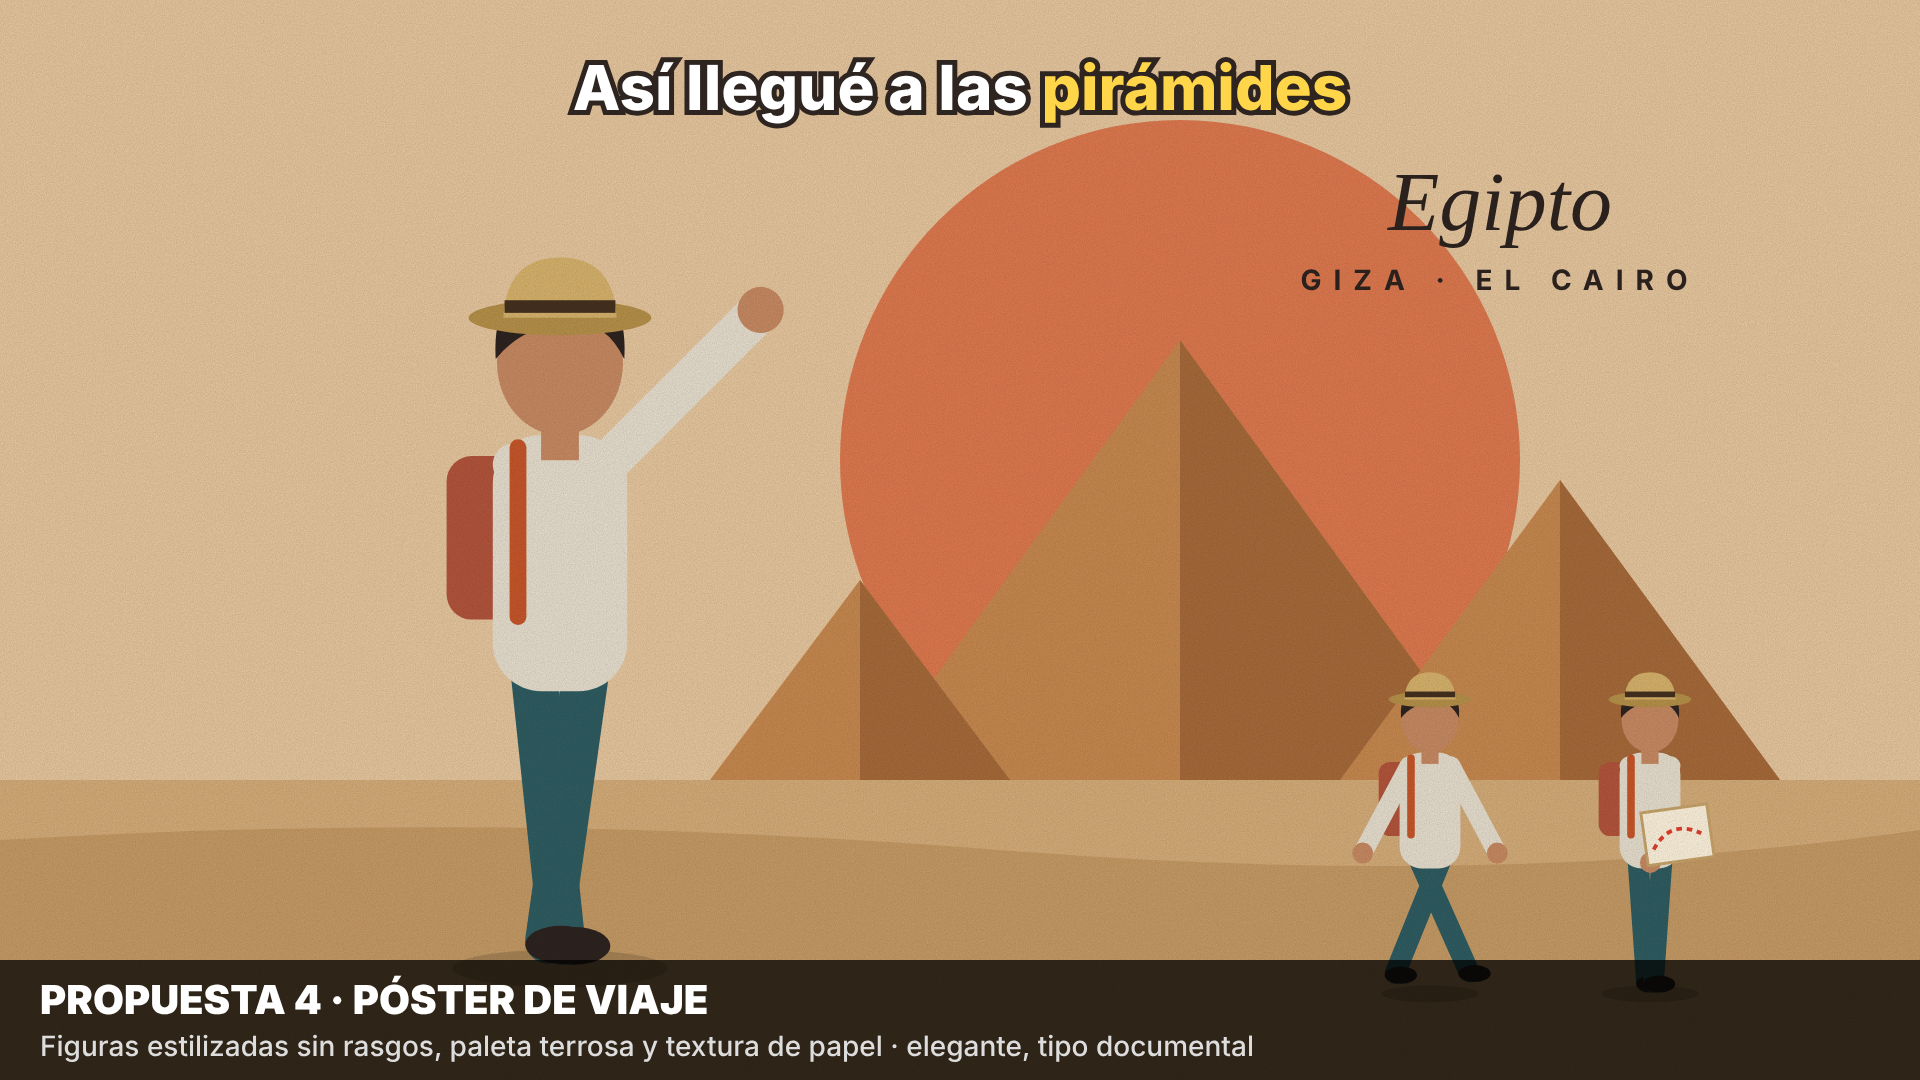 Así llegué a las pirámides
Egipto
GIZA · EL CAIRO
PROPUESTA 4 · PÓSTER DE VIAJE
Figuras estilizadas sin rasgos, paleta terrosa y textura de papel · elegante, tipo documental